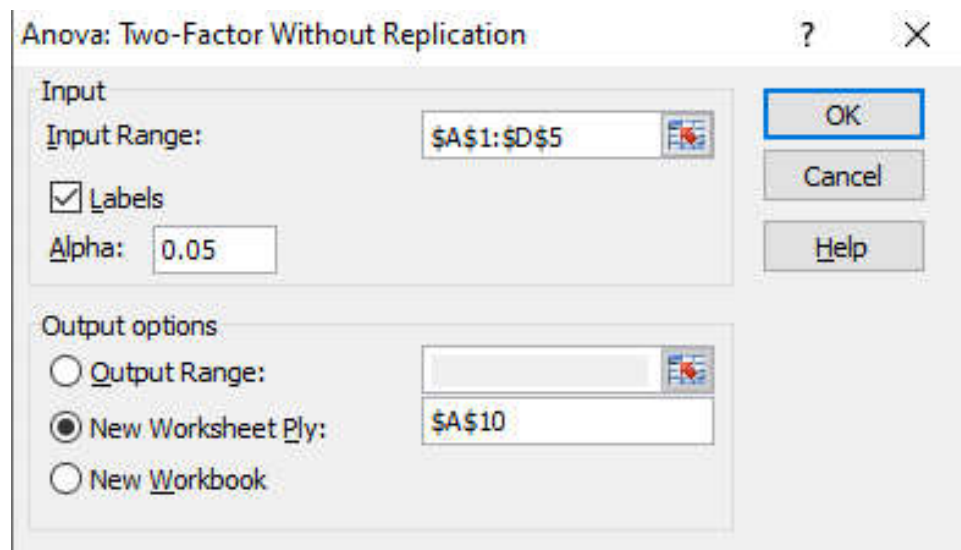 Anova: Two-Factor Without Replication ? ×
Input
Input Range: $A$1:$D$5
Labels
Alpha: 0.05
OK
Cancel
Help
Output options
Output Range:
New Worksheet Ply: $A$10
New Workbook